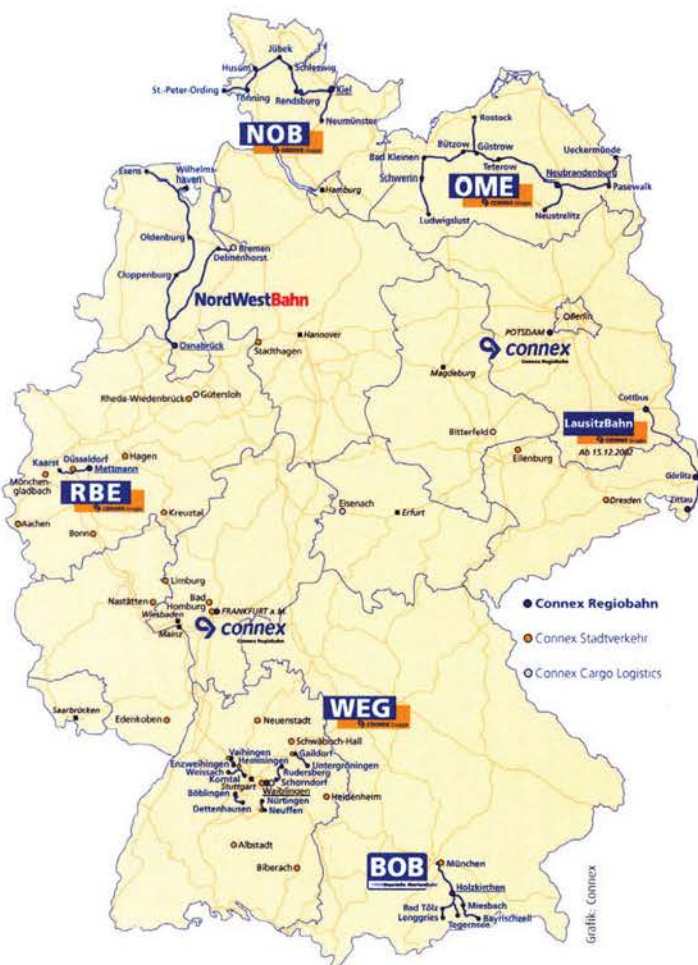 Jübek
Husum
Schleswig
St.-Peter-Ording
Tönning
Rendsburg
Kiel
Neumünster
NOB
Rostock
Bützow
Güstrow
Ueckermünde
Bad Kleinen
Teterow
Neubrandenburg
Schwerin
OME
Pasewalk
Ludwigslust
Neustrelitz
Hamburg
Esens
Wilhelms-
haven
Oldenburg
Bremen
Delmenhorst
Cloppenburg
NordWestBahn
Osnabrück
Hannover
Stadthagen
Berlin
POTSDAM
connex
Connex Regiobahn
Magdeburg
Rheda-Wiedenbrück
Gütersloh
Cottbus
Bitterfeld
LausitzBahn
Ab 15.12.2002
Eilenburg
Hagen
Düsseldorf
Kaarst
Mettmann
Mönchen-
gladbach
RBE
Görlitz
Zittau
Dresden
Eisenach
Erfurt
Aachen
Kreuztal
Bonn
Limburg
Nastätten
Bad
Homburg
FRANKFURT a. M.
Wiesbaden
Mainz
connex
Connex Regiobahn
Connex Regiobahn
Connex Stadtverkehr
Connex Cargo Logistics
Saarbrücken
Edenkoben
WEG
Neuenstadt
Schwäbisch-Hall
Vaihingen
Gaildorf
Enzweihingen
Hemmingen
Untergröningen
Weissach
Rudersberg
Korntal
Stuttgart
Schorndorf
Waiblingen
Böblingen
Nürtingen
Heidenheim
Dettenhausen
Neuffen
Albstadt
Biberach
BOB
München
Holzkirchen
Bad Tölz
Miesbach
Lenggries
Tegernsee
Bayrischzell
Grafik: Connex